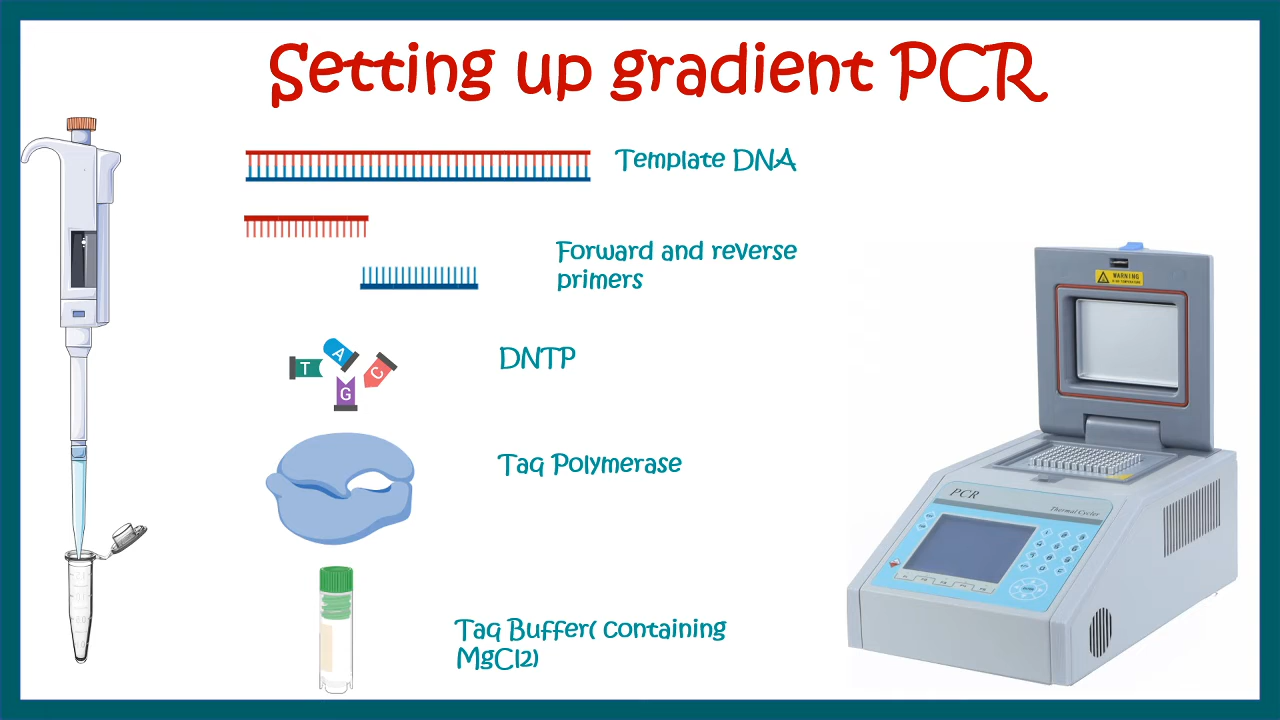 Setting up gradient PCR
Template DNA
Forward and reverse
primers
DNTP
T
A
C
G
Taq Polymerase
Taq Buffer( containing
MgCl2)
WARNING
PCR
Thermal Cycler